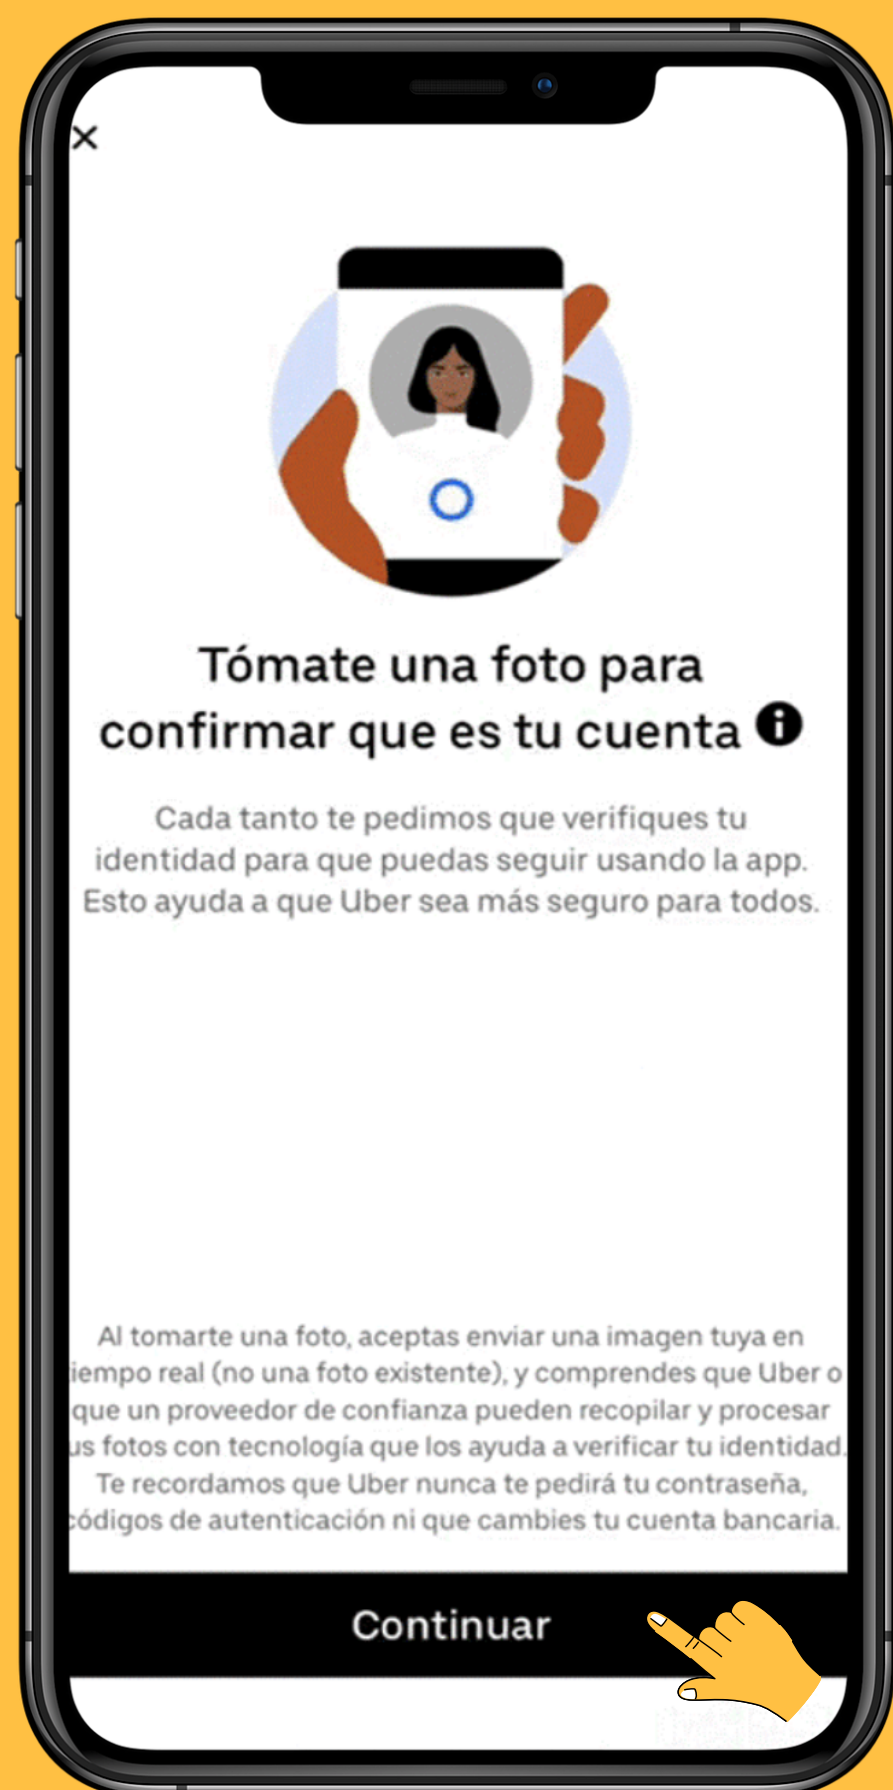 Tómate una foto para
confirmar que es tu cuenta
Cada tanto te pedimos que verifiques tu
identidad para que puedas seguir usando la app.
Esto ayuda a que Uber sea más seguro para todos.
Al tomarte una foto, aceptas enviar una imagen tuya en
iempo real (no una foto existente), y comprendes que Uber o
que un proveedor de confianza pueden recopilar y procesar
us fotos con tecnología que los ayuda a verificar tu identidad.
Te recordamos que Uber nunca te pedirá tu contraseña,
códigos de autenticación ni que cambies tu cuenta bancaria.
Continuar